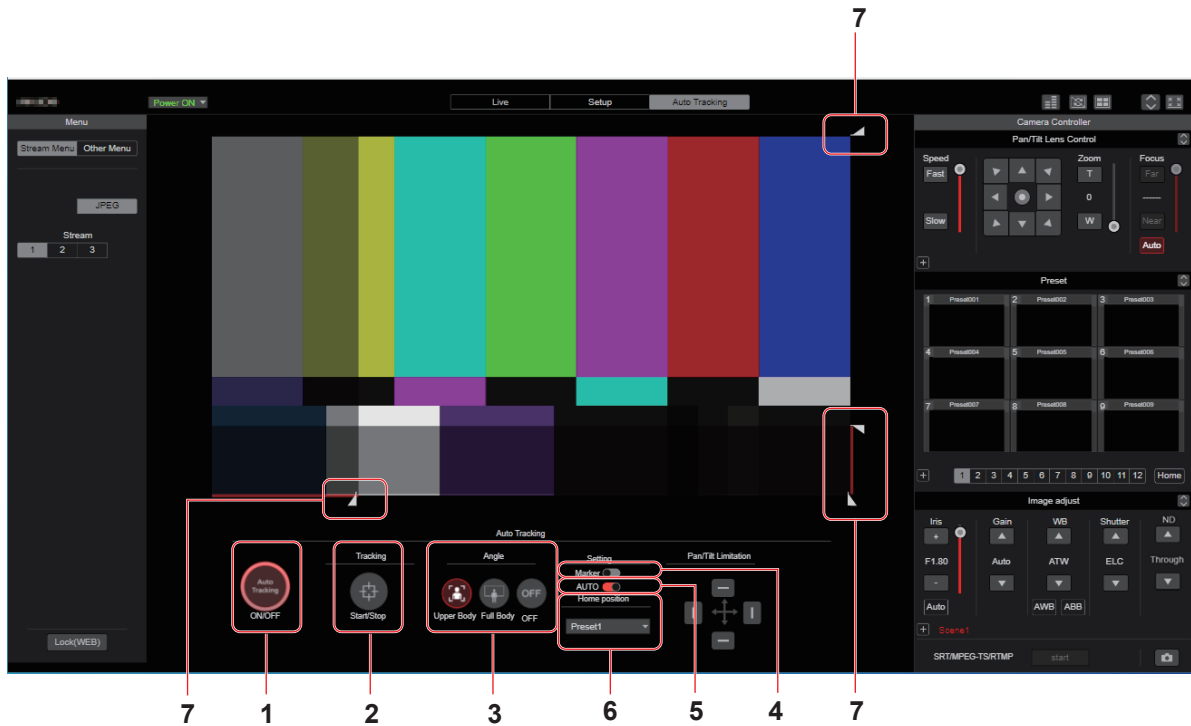 7
Power ON
Live
Setup
Auto Tracking
Menu
Stream Menu
Other Menu
JPEG
Stream
1 2 3
Lock(WEB)
Camera Controller
Pan/Tilt Lens Control
Speed
Zoom
Focus
Fast
T
Far
0
-----
Slow
W
Near
Auto
+
Preset
1 Preset001
2 Preset002
3 Preset003
4 Preset004
5 Preset005
6 Preset006
7 Preset007
8 Preset008
9 Preset009
+
1 2 3 4 5 6 7 8 9 10 11 12
Home
Image adjust
Iris
Gain
WB
Shutter
ND
+
F1.80
Auto
ATW
ELC
Through
-
Auto
AWB
ABB
+
Scene1
SRT/MPEG-TS/RTMP
start
Auto Tracking
Auto
Tracking
ON/OFF
Tracking
Start/Stop
Angle
OFF
Upper Body
Full Body
OFF
Setting
Marker
AUTO
Home position
Preset1
Pan/Tilt Limitation
7 1 2 3 6 5 4 7